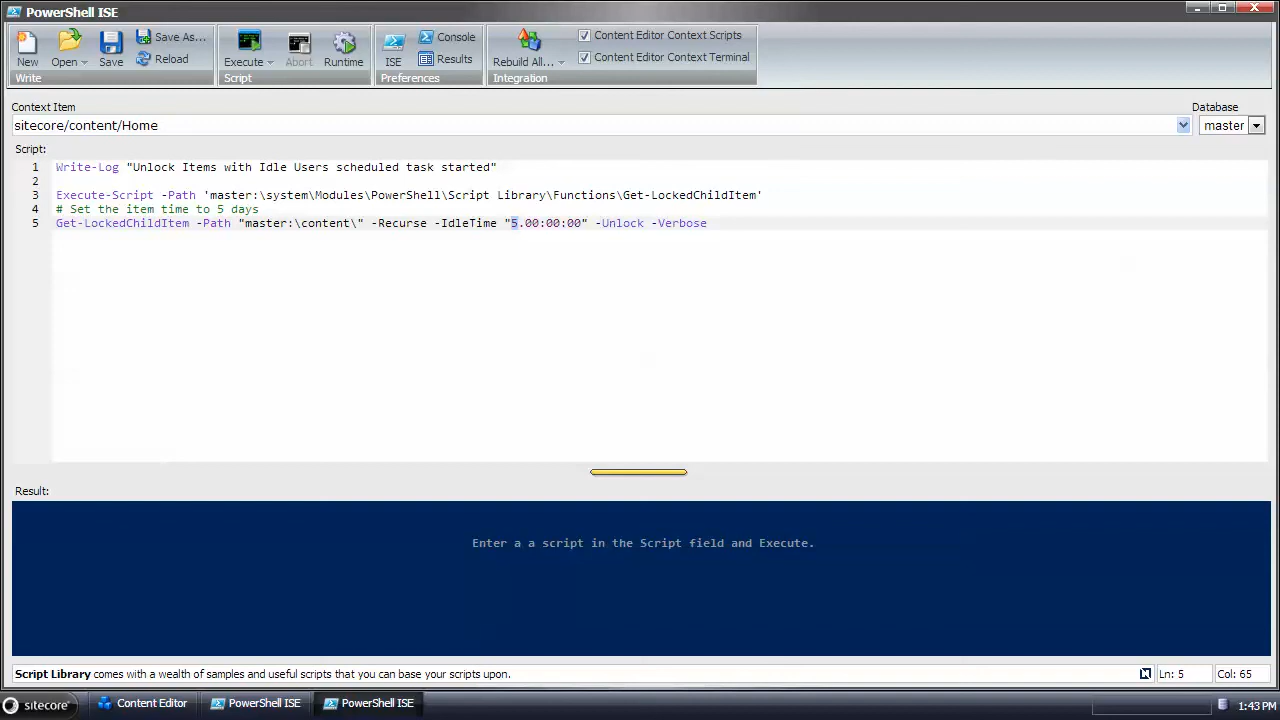 PowerShell ISE
New
Open
Save
Save As...
Reload
Write
Execute
Abort
Runtime
Script
ISE
Console
Results
Preferences
Rebuild All...
Content Editor Context Scripts
Content Editor Context Terminal
Integration
Context Item
Database
sitecore/content/Home
master
Script:
1 Write-Log "Unlock Items with Idle Users scheduled task started"
2
3 Execute-Script -Path 'master:\system\Modules\PowerShell\Script Library\Functions\Get-LockedChildItem'
4 # Set the item time to 5 days
5 Get-LockedChildItem -Path "master:\content\" -Recurse -IdleTime "5.00:00:00" -Unlock -Verbose
Result:
Enter a a script in the Script field and Execute.
Script Library comes with a wealth of samples and useful scripts that you can base your scripts upon.
Ln: 5
Col: 65
sitecore
Content Editor
PowerShell ISE
PowerShell ISE
1:43 PM